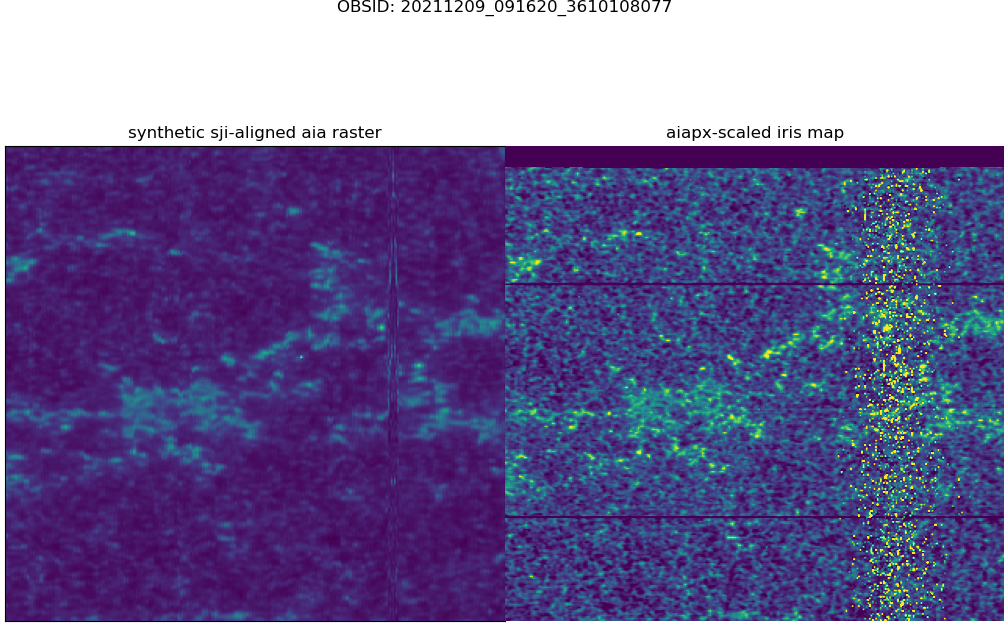 OBSID: 20211209_091620_3610108077
synthetic sji-aligned aia raster
aiapx-scaled iris map